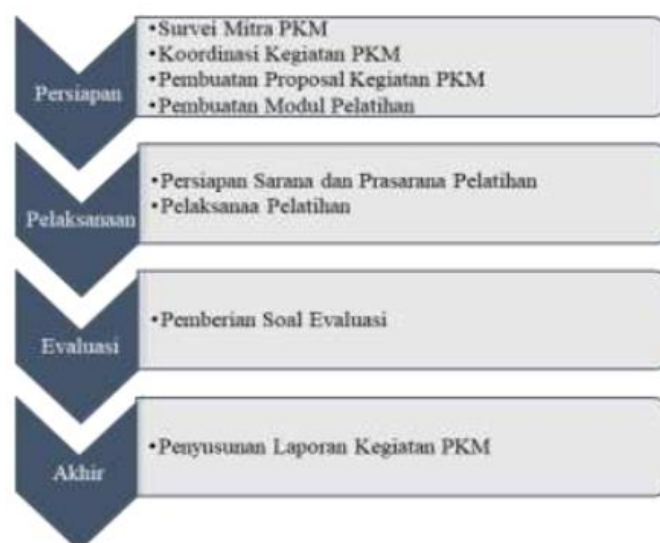 Persiapan
•Survei Mitra PKM
•Koordinasi Kegiatan PKM
•Pembuatan Proposal Kegiatan PKM
•Pembuatan Modul Pelatihan
Pelaksanaan
•Persiapan Sarana dan Prasarana Pelatihan
•Pelaksanaa Pelatihan
Evaluasi
•Pemberian Soal Evaluasi
Akhir
•Penyusunan Laporan Kegiatan PKM